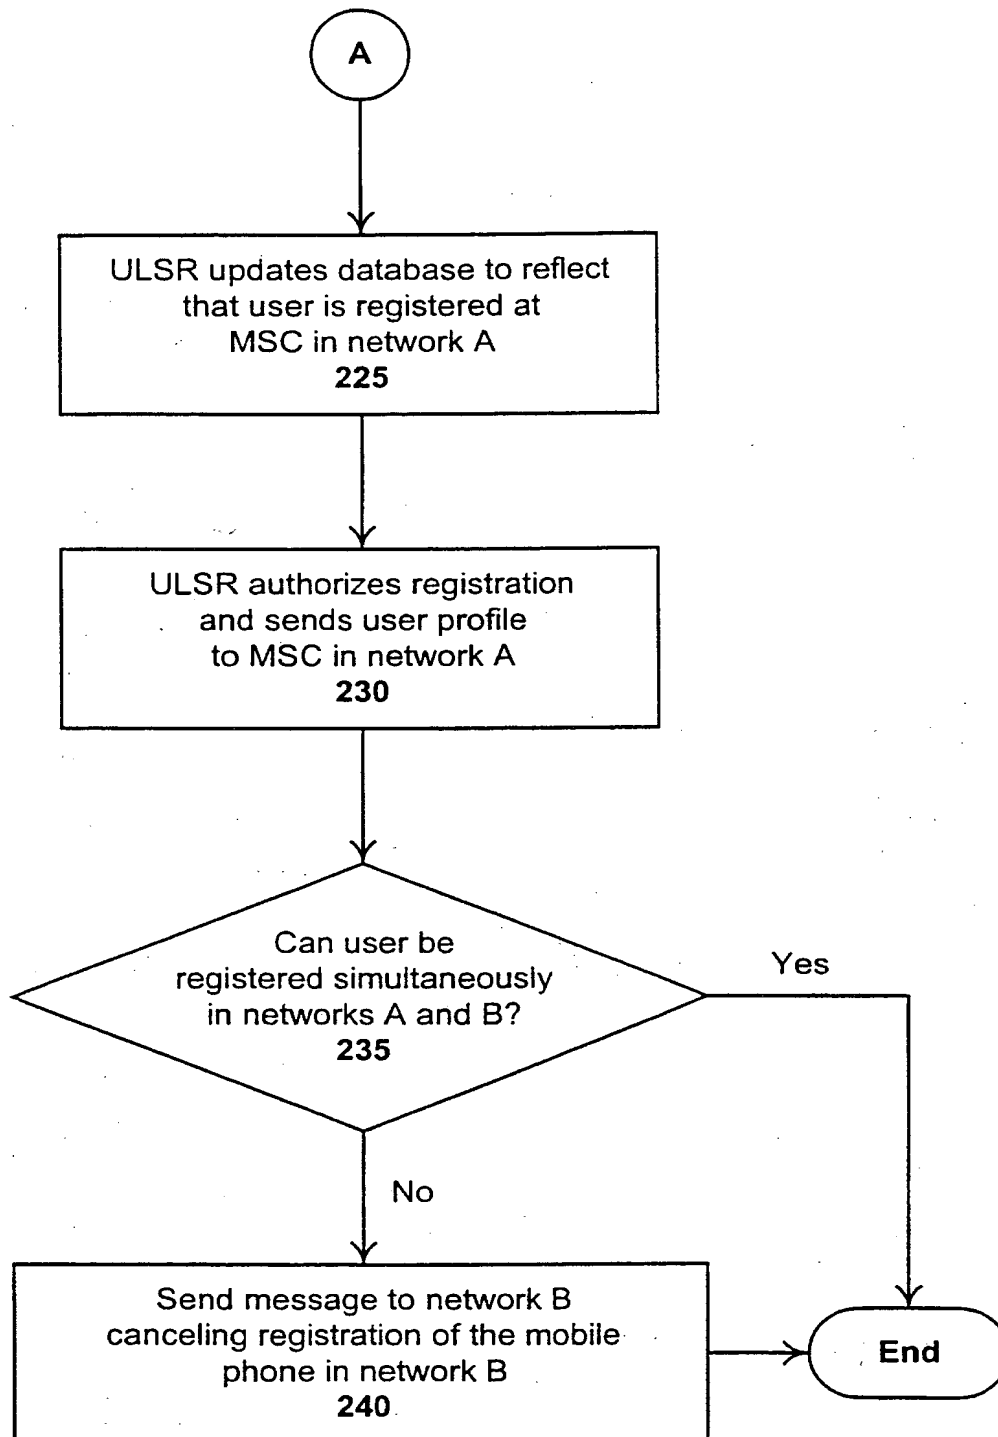 A
ULSR updates database to reflect
that user is registered at
MSC in network A
225
ULSR authorizes registration
and sends user profile
to MSC in network A
230
Can user be
registered simultaneously
in networks A and B?
235
Yes
No
Send message to network B
canceling registration of the mobile
phone in network B
240
End